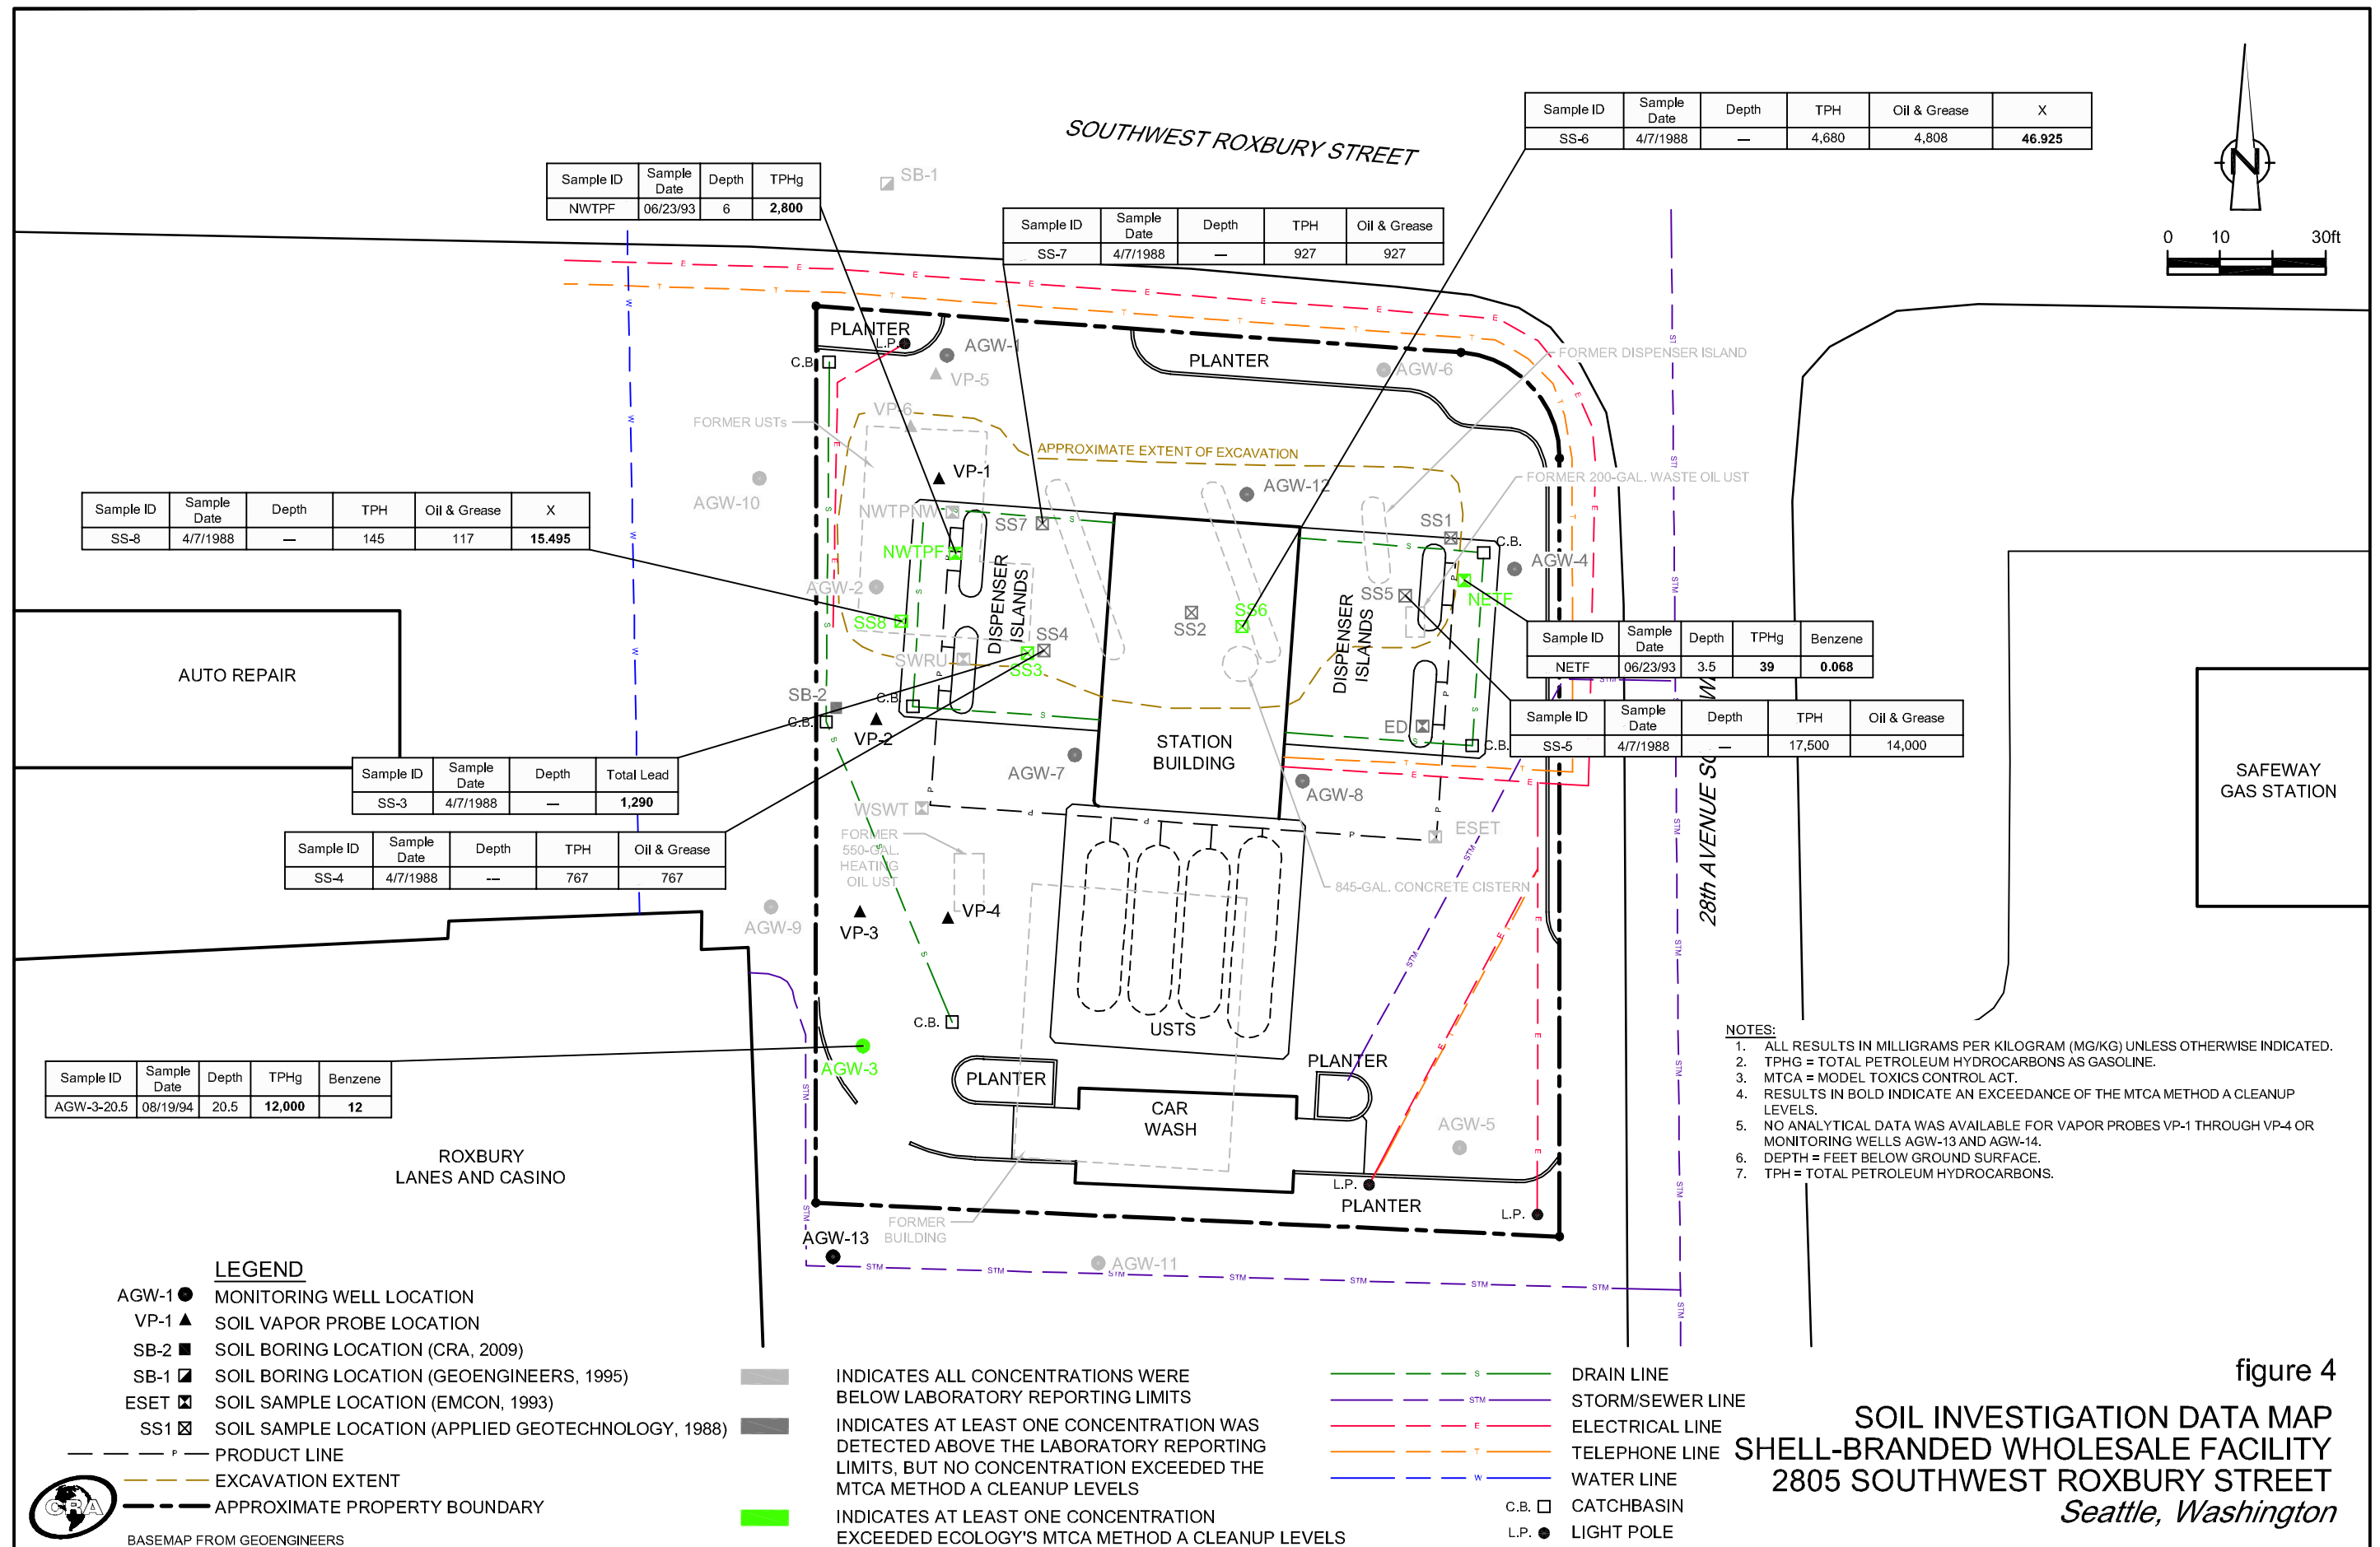 SOUTHWEST ROXBURY STREET
Sample ID Sample Date Depth TPH Oil & Grease X
SS-6 4/7/1988 — 4,680 4,808 46.925
N
0 10 30ft
Sample ID Sample Date Depth TPHg
NWTPF 06/23/93 6 2,800
SB-1
Sample ID Sample Date Depth TPH Oil & Grease
SS-7 4/7/1988 — 927 927
PLANTER
L.P.
C.B.
AGW-1
VP-5
PLANTER
AGW-6
FORMER DISPENSER ISLAND
VP-6
FORMER USTs
APPROXIMATE EXTENT OF EXCAVATION
VP-1
AGW-10
AGW-12
FORMER 200-GAL. WASTE OIL UST
Sample ID Sample Date Depth TPH Oil & Grease X
SS-8 4/7/1988 — 145 117 15.495
NWTPNW
SS7
SS1
C.B.
NWTPF
AGW-4
AGW-2
DISPENSER
ISLANDS
SS5
NETF
SS8
SS4
SS2
SS6
DISPENSER
ISLANDS
SWRU
SS3
Sample ID Sample Date Depth TPHg Benzene
NETF 06/23/93 3.5 39 0.068
AUTO REPAIR
SB-2
C.B.
C.B.
VP-2
ED
C.B.
Sample ID Sample Date Depth TPH Oil & Grease
SS-5 4/7/1988 — 17,500 14,000
STATION
BUILDING
AGW-7
AGW-8
28th AVENUE
SAFEWAY
GAS STATION
Sample ID Sample Date Depth Total Lead
SS-3 4/7/1988 — 1,290
WSWT
ESET
Sample ID Sample Date Depth TPH Oil & Grease
SS-4 4/7/1988 --- 767 767
FORMER
550-GAL.
HEATING
OIL UST
845-GAL. CONCRETE CISTERN
AGW-9
VP-3
VP-4
C.B.
USTS
AGW-3
Sample ID Sample Date Depth TPHg Benzene
AGW-3-20.5 08/19/94 20.5 12,000 12
PLANTER
PLANTER
CAR
WASH
AGW-5
ROXBURY
LANES AND CASINO
L.P.
PLANTER
L.P.
FORMER
BUILDING
AGW-13
AGW-11
NOTES:
1. ALL RESULTS IN MILLIGRAMS PER KILOGRAM (MG/KG) UNLESS OTHERWISE INDICATED.
2. TPHG = TOTAL PETROLEUM HYDROCARBONS AS GASOLINE.
3. MTCA = MODEL TOXICS CONTROL ACT.
4. RESULTS IN BOLD INDICATE AN EXCEEDANCE OF THE MTCA METHOD A CLEANUP
LEVELS.
5. NO ANALYTICAL DATA WAS AVAILABLE FOR VAPOR PROBES VP-1 THROUGH VP-4 OR
MONITORING WELLS AGW-13 AND AGW-14.
6. DEPTH = FEET BELOW GROUND SURFACE.
7. TPH = TOTAL PETROLEUM HYDROCARBONS.
LEGEND
AGW-1 MONITORING WELL LOCATION
VP-1 SOIL VAPOR PROBE LOCATION
SB-2 SOIL BORING LOCATION (CRA, 2009)
SB-1 SOIL BORING LOCATION (GEOENGINEERS, 1995)
ESET SOIL SAMPLE LOCATION (EMCON, 1993)
SS1 SOIL SAMPLE LOCATION (APPLIED GEOTECHNOLOGY, 1988)
P PRODUCT LINE
EXCAVATION EXTENT
APPROXIMATE PROPERTY BOUNDARY
CRA
BASEMAP FROM GEOENGINEERS
INDICATES ALL CONCENTRATIONS WERE
BELOW LABORATORY REPORTING LIMITS
INDICATES AT LEAST ONE CONCENTRATION WAS
DETECTED ABOVE THE LABORATORY REPORTING
LIMITS, BUT NO CONCENTRATION EXCEEDED THE
MTCA METHOD A CLEANUP LEVELS
INDICATES AT LEAST ONE CONCENTRATION
EXCEEDED ECOLOGY'S MTCA METHOD A CLEANUP LEVELS
S DRAIN LINE
STM STORM/SEWER LINE
E ELECTRICAL LINE
T TELEPHONE LINE
W WATER LINE
C.B. CATCHBASIN
L.P. LIGHT POLE
figure 4
SOIL INVESTIGATION DATA MAP
SHELL-BRANDED WHOLESALE FACILITY
2805 SOUTHWEST ROXBURY STREET
Seattle, Washington